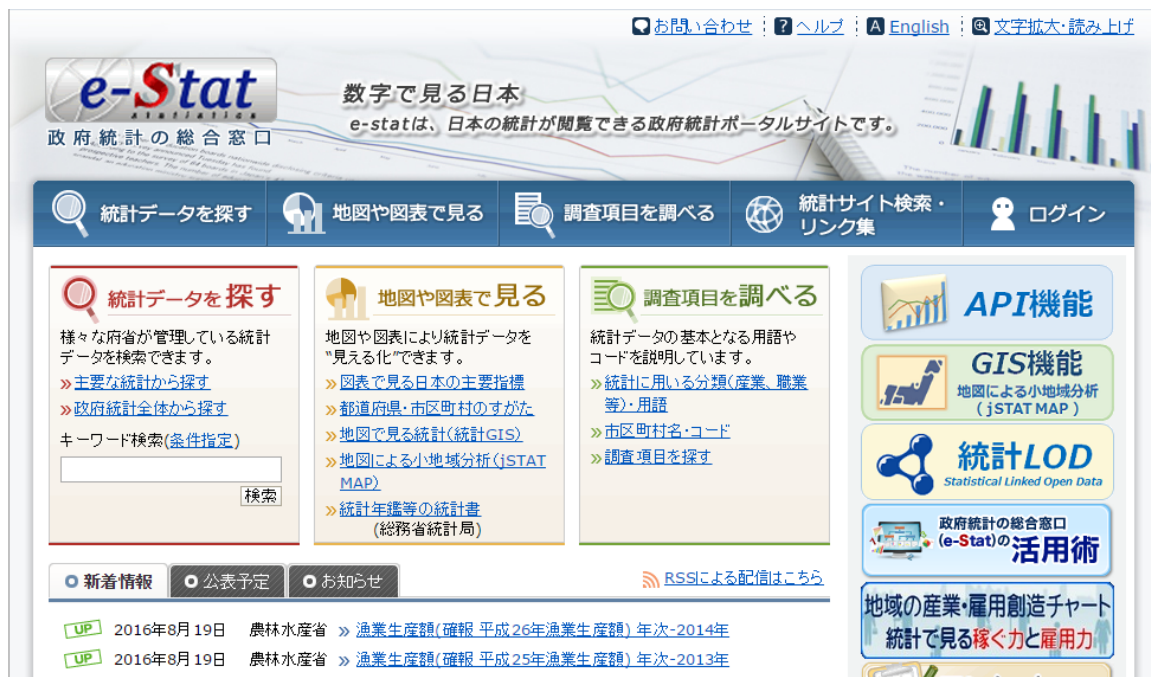 お問い合わせ ? ヘルプ A English 文字拡大・読み上げ
e-Stat
statistics
政府統計の総合窓口
数字で見る日本
e-statは、日本の統計が閲覧できる政府統計ポータルサイトです。
統計データを探す
地図や図表で見る
調査項目を調べる
統計サイト検索・
リンク集
ログイン
統計データを探す
様々な府省が管理している統計
データを検索できます。
»主要な統計から探す
»政府統計全体から探す
キーワード検索(条件指定)
検索
地図や図表で見る
地図や図表により統計データを
"見える化"できます。
»図表で見る日本の主要指標
»都道府県・市区町村のすがた
»地図で見る統計(統計GIS)
»地図による小地域分析(jSTAT
MAP)
»統計年鑑等の統計書
(総務省統計局)
調査項目を調べる
統計データの基本となる用語や
コードを説明しています。
»統計に用いる分類(産業、職業
等)・用語
»市区町村名・コード
»調査項目を探す
API機能
GIS機能
地図による小地域分析
(jSTAT MAP)
統計LOD
Statistical Linked Open Data
政府統計の総合窓口
(e-Stat)の
活用術
地域の産業・雇用創造チャート
統計で見る稼ぐ力と雇用力
新着情報
公表予定
お知らせ
RSSによる配信はこちら
UP 2016年8月19日 農林水産省 » 漁業生産額(確報 平成26年漁業生産額) 年次-2014年
UP 2016年8月19日 農林水産省 » 漁業生産額(確報 平成25年漁業生産額) 年次-2013年